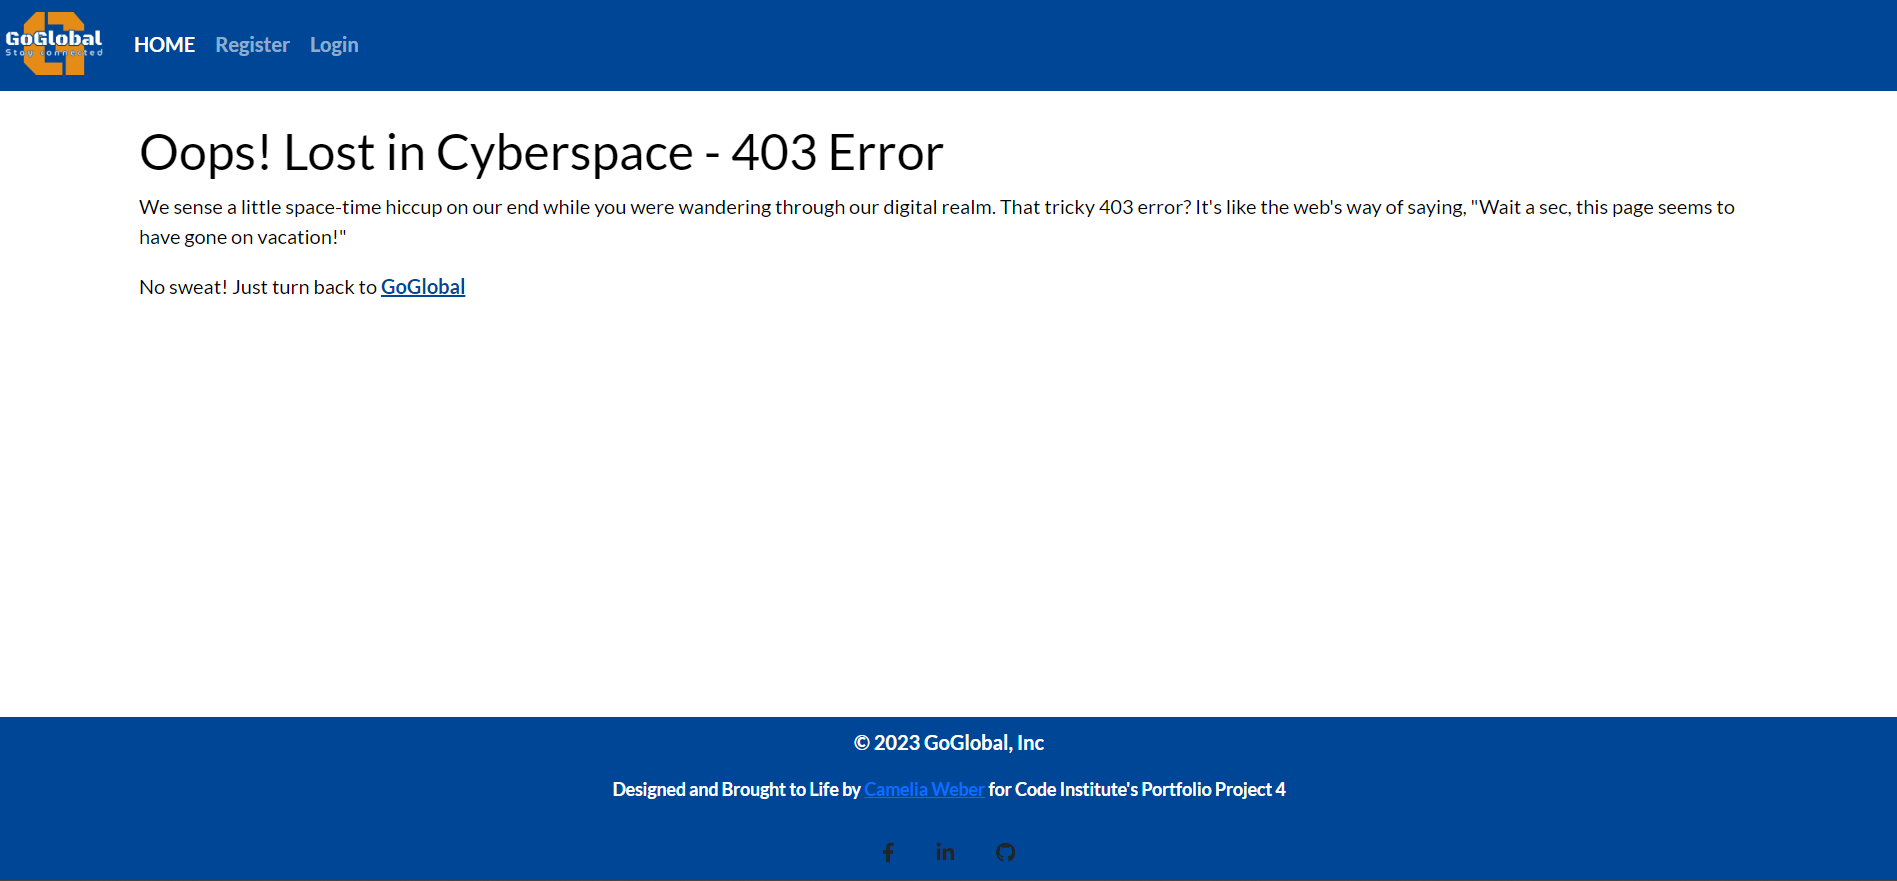 GoGlobal
Stay connected
HOME Register Login
Oops! Lost in Cyberspace - 403 Error
We sense a little space-time hiccup on our end while you were wandering through our digital realm. That tricky 403 error? It's like the web's way of saying, "Wait a sec, this page seems to
have gone on vacation!"
No sweat! Just turn back to GoGlobal
© 2023 GoGlobal, Inc
Designed and Brought to Life by Camelia Weber for Code Institute's Portfolio Project 4